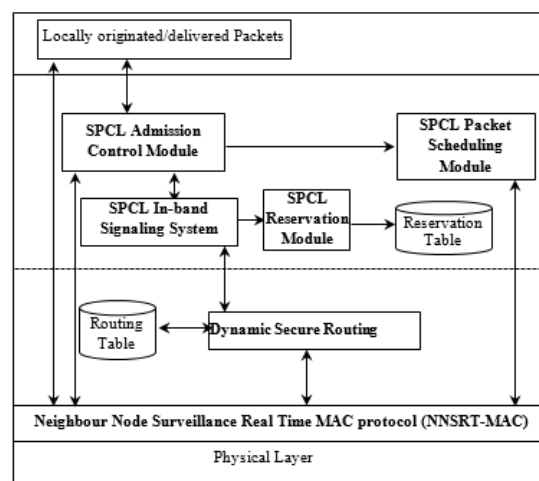 Locally originated/delivered Packets
SPCL Admission
Control Module
SPCL Packet
Scheduling
Module
SPCL In-band
Signaling System
SPCL
Reservation
Module
Reservation
Table
Routing
Table
Dynamic Secure Routing
Neighbour Node Surveillance Real Time MAC protocol (NNSRT-MAC)
Physical Layer